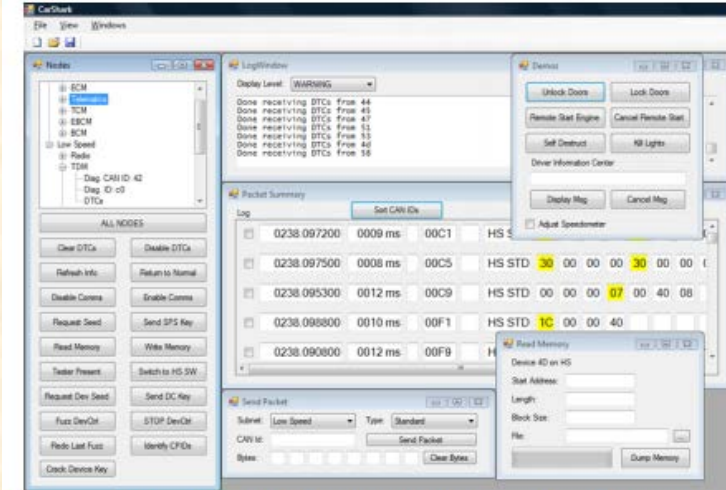 CarShark
File View Windows
Nodes
ECM
Telematics
TCM
EBCM
BCM
Low Speed
Radio
TDM
Diag. CAN ID: 42
Diag. ID: c0
DTCs
ALL NODES
Clear DTCs Disable DTCs
Refresh Info Return to Normal
Disable Comms Enable Comms
Request Seed Send SPS Key
Read Memory Write Memory
Tester Present Switch to HS SW
Request Dev Seed Send DC Key
Fuzz DevCtrl STOP DevCtrl
Redo Last Fuzz Identify CPIDs
Crack Device Key
LogWindow
Display Level: WARNING
Done receiving DTCs from 44
Done receiving DTCs from 45
Done receiving DTCs from 47
Done receiving DTCs from 51
Done receiving DTCs from 53
Done receiving DTCs from 4d
Done receiving DTCs from 58
Demos
Unlock Doors Lock Doors
Remote Start Engine Cancel Remote Start
Self Destruct Kill Lights
Driver Information Center
Display Msg Cancel Msg
Adjust Speedometer
Packet Summary
Log Sort CAN IDs
0238.097200 0009 ms 00C1 HS S
0238.097500 0008 ms 00C5 HS STD 30 00 00 00 30 00 00
0238.095300 0012 ms 00C9 HS STD 00 00 00 07 00 40 08
0238.098800 0010 ms 00F1 HS STD 1C 00 00 40
0238.090800 0012 ms 00F9 H
Send Packet
Subnet: Low Speed Type: Standard
CAN Id: Send Packet
Bytes: Clear Bytes
Read Memory
Device 4D on HS
Start Address:
Length:
Block Size:
File: ...
Dump Memory